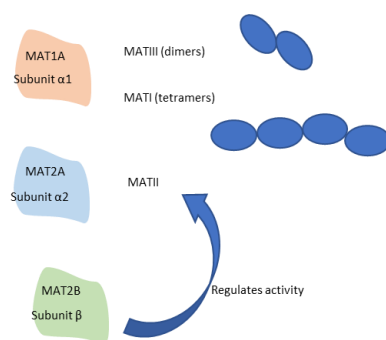 MAT1A
Subunit α1
MATIII (dimers)
MATI (tetramers)
MAT2A
Subunit α2
MATII
MAT2B
Subunit β
Regulates activity